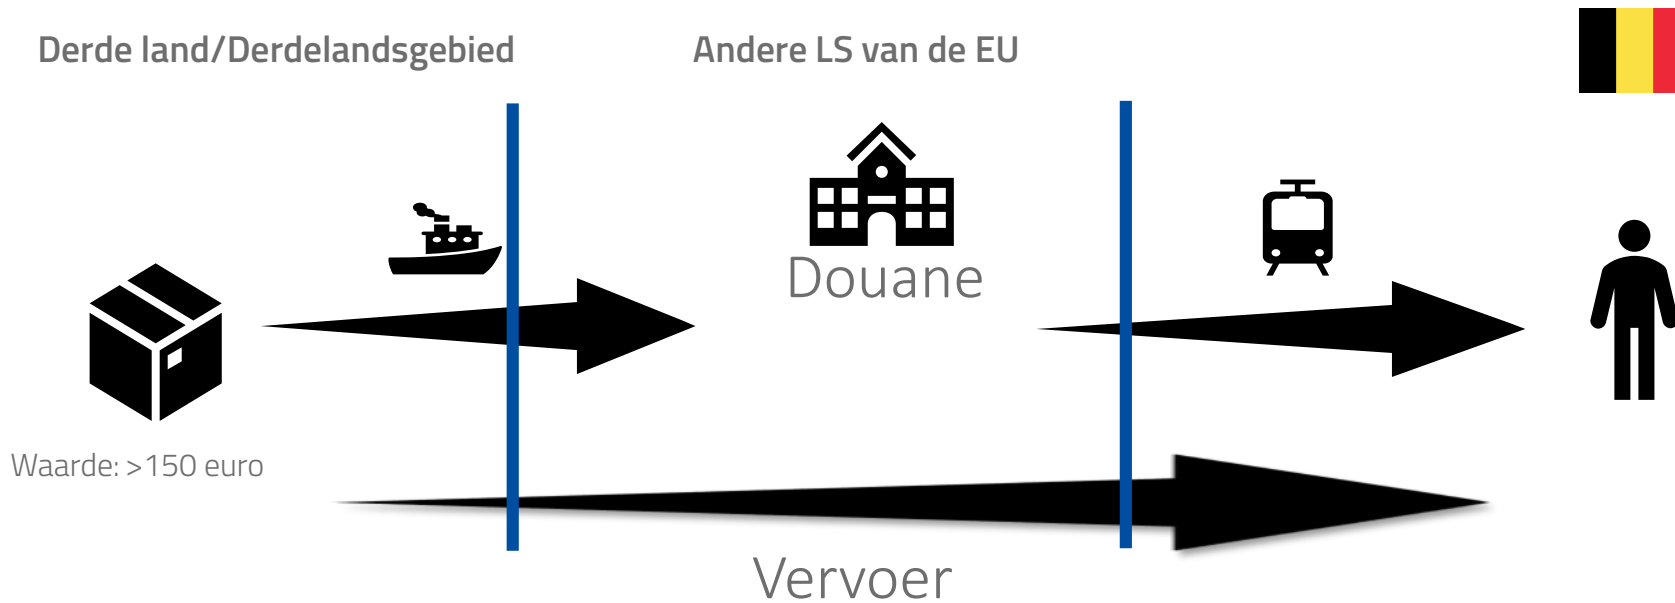 Derde land/Derdelandsgebied
Andere LS van de EU
Douane
Waarde: >150 euro
Vervoer